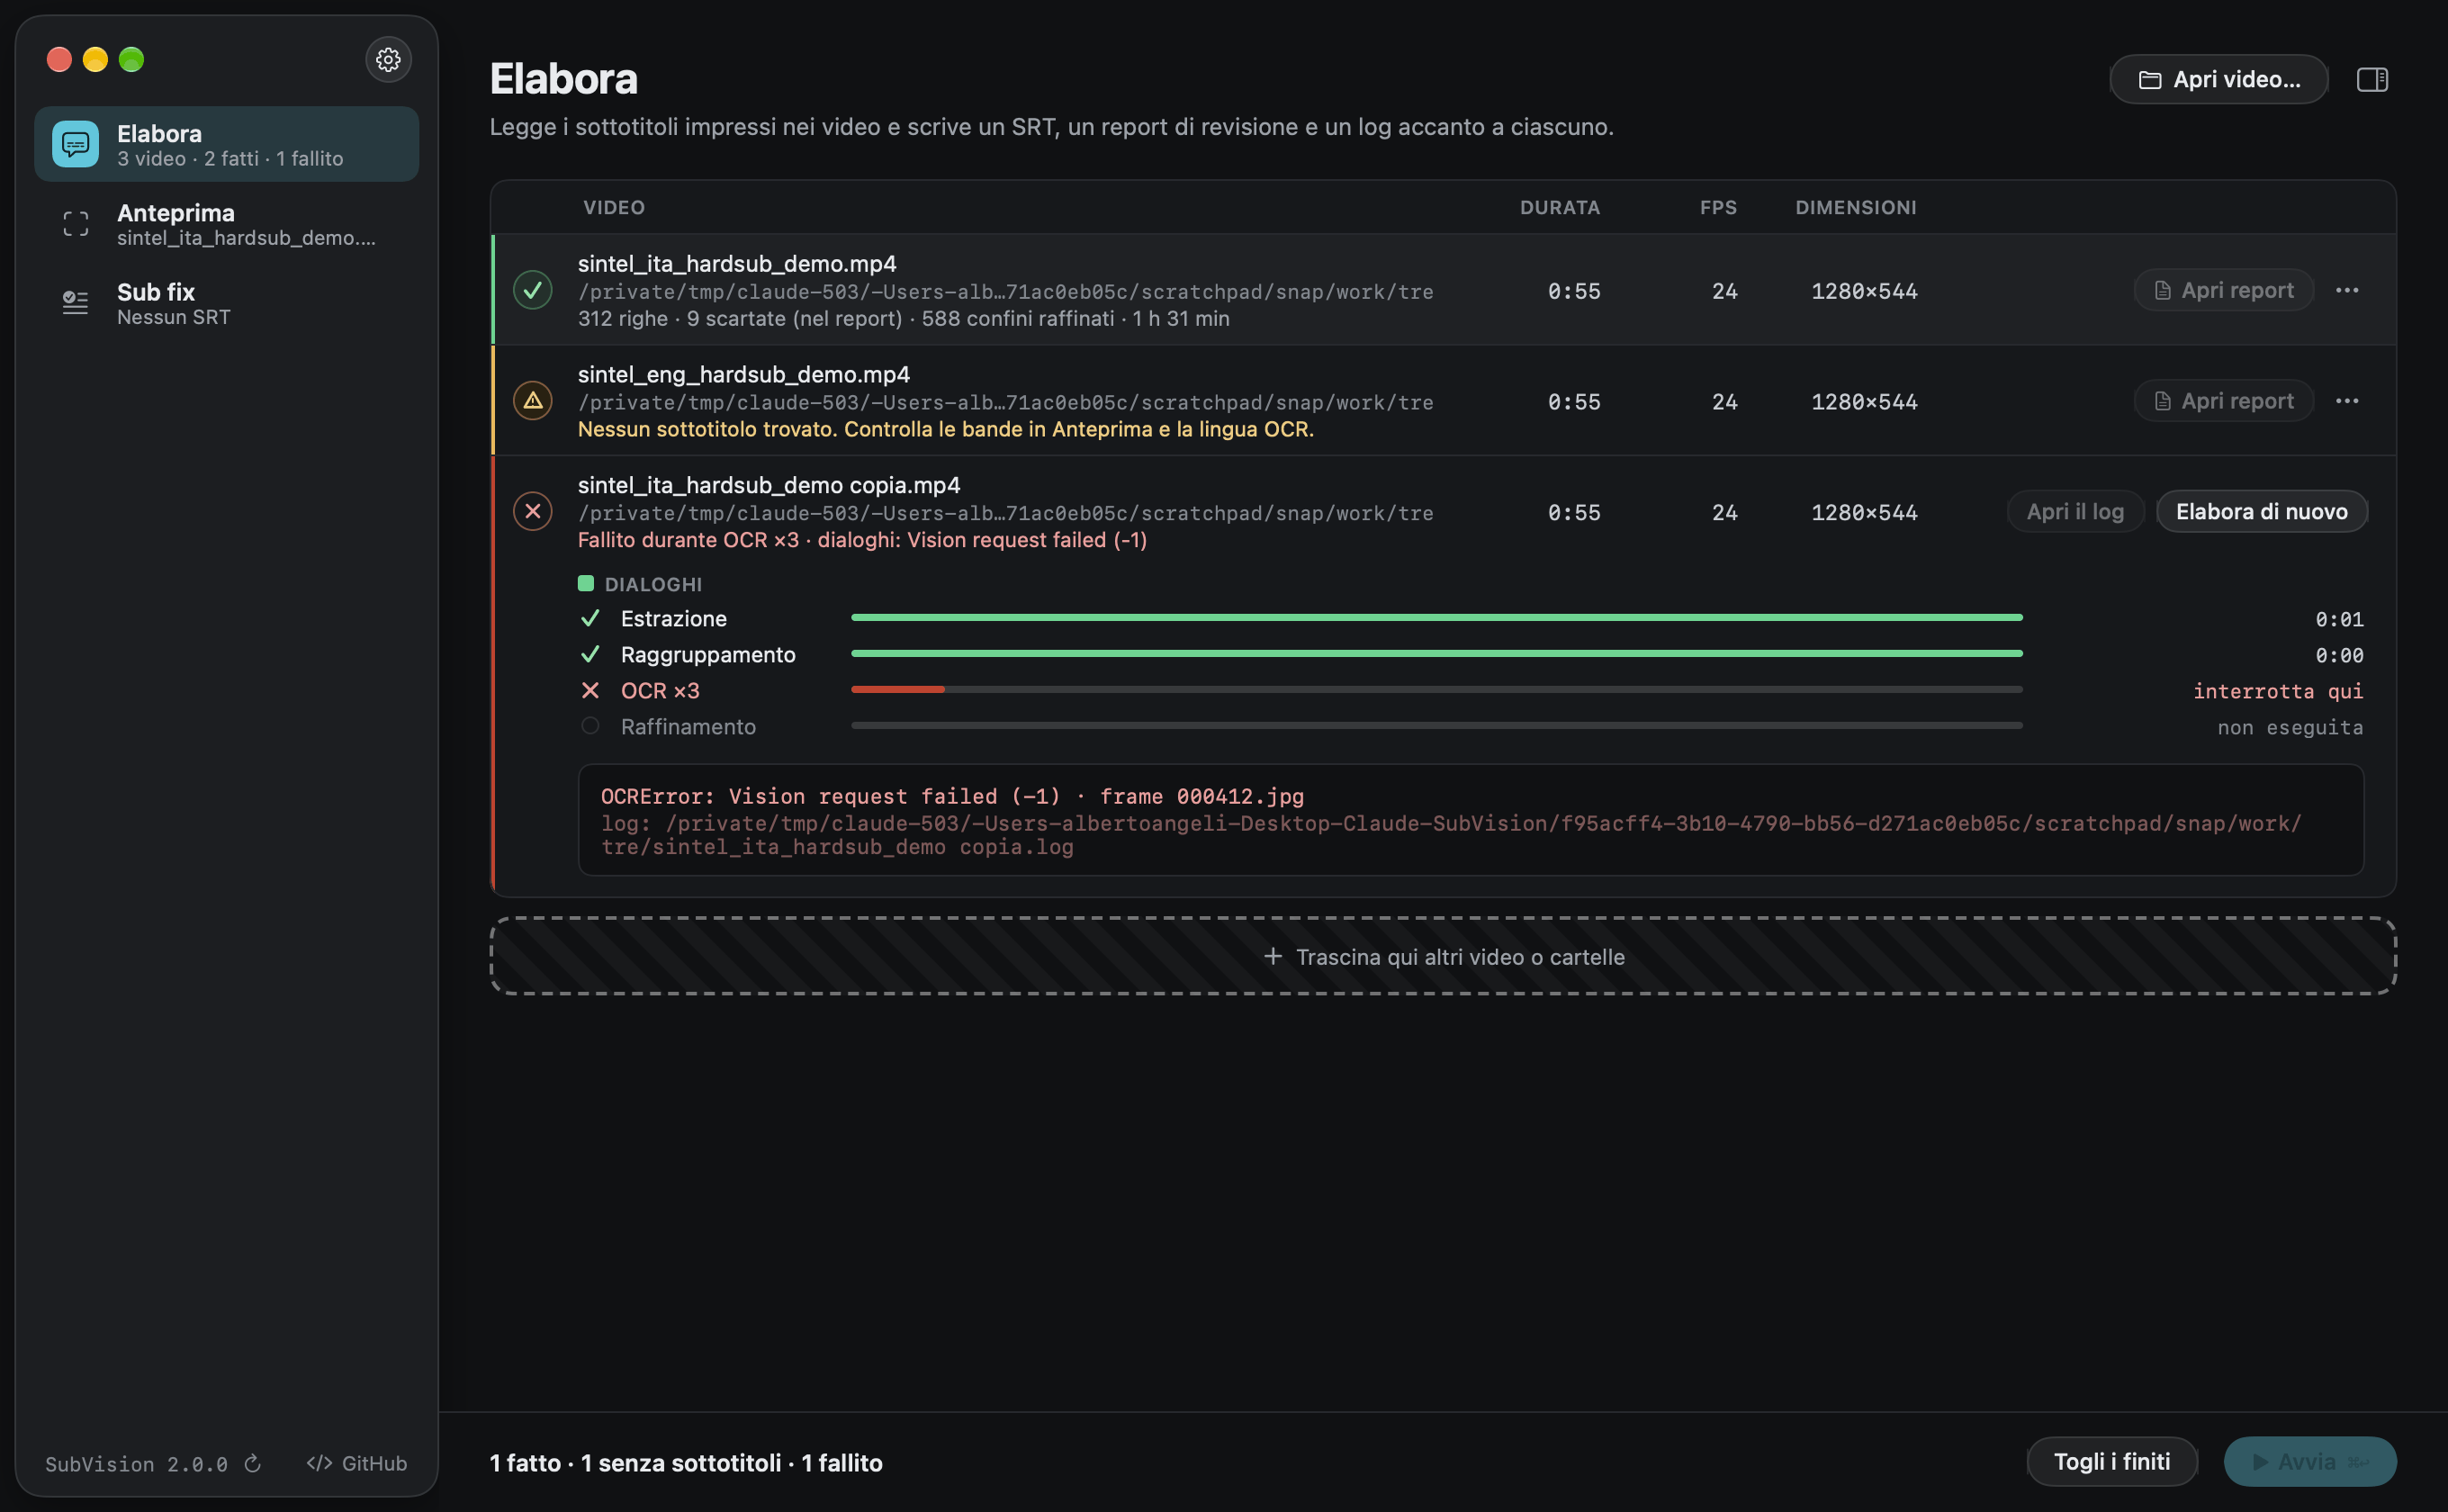 Elabora
3 video · 2 fatti · 1 fallito
Anteprima
sintel_ita_hardsub_demo.…
Sub fix
Nessun SRT
SubVision 2.0.0
</> GitHub
Elabora
Legge i sottotitoli impressi nei video e scrive un SRT, un report di revisione e un log accanto a ciascuno.
Apri video…
VIDEO DURATA FPS DIMENSIONI
sintel_ita_hardsub_demo.mp4
/private/tmp/claude-503/-Users-alb…71ac0eb05c/scratchpad/snap/work/tre 0:55 24 1280×544 Apri report
312 righe · 9 scartate (nel report) · 588 confini raffinati · 1 h 31 min
sintel_eng_hardsub_demo.mp4
/private/tmp/claude-503/-Users-alb…71ac0eb05c/scratchpad/snap/work/tre 0:55 24 1280×544 Apri report
Nessun sottotitolo trovato. Controlla le bande in Anteprima e la lingua OCR.
sintel_ita_hardsub_demo copia.mp4
/private/tmp/claude-503/-Users-alb…71ac0eb05c/scratchpad/snap/work/tre 0:55 24 1280×544 Apri il log Elabora di nuovo
Fallito durante OCR ×3 · dialoghi: Vision request failed (-1)
DIALOGHI
Estrazione 0:01
Raggruppamento 0:00
OCR ×3 interrotta qui
Raffinamento non eseguita
OCRError: Vision request failed (-1) · frame 000412.jpg
log: /private/tmp/claude-503/-Users-albertoangeli-Desktop-Claude-SubVision/f95acff4-3b10-4790-bb56-d271ac0eb05c/scratchpad/snap/work/
tre/sintel_ita_hardsub_demo copia.log
+ Trascina qui altri video o cartelle
1 fatto · 1 senza sottotitoli · 1 fallito
Togli i finiti
Avvia ⌘↩